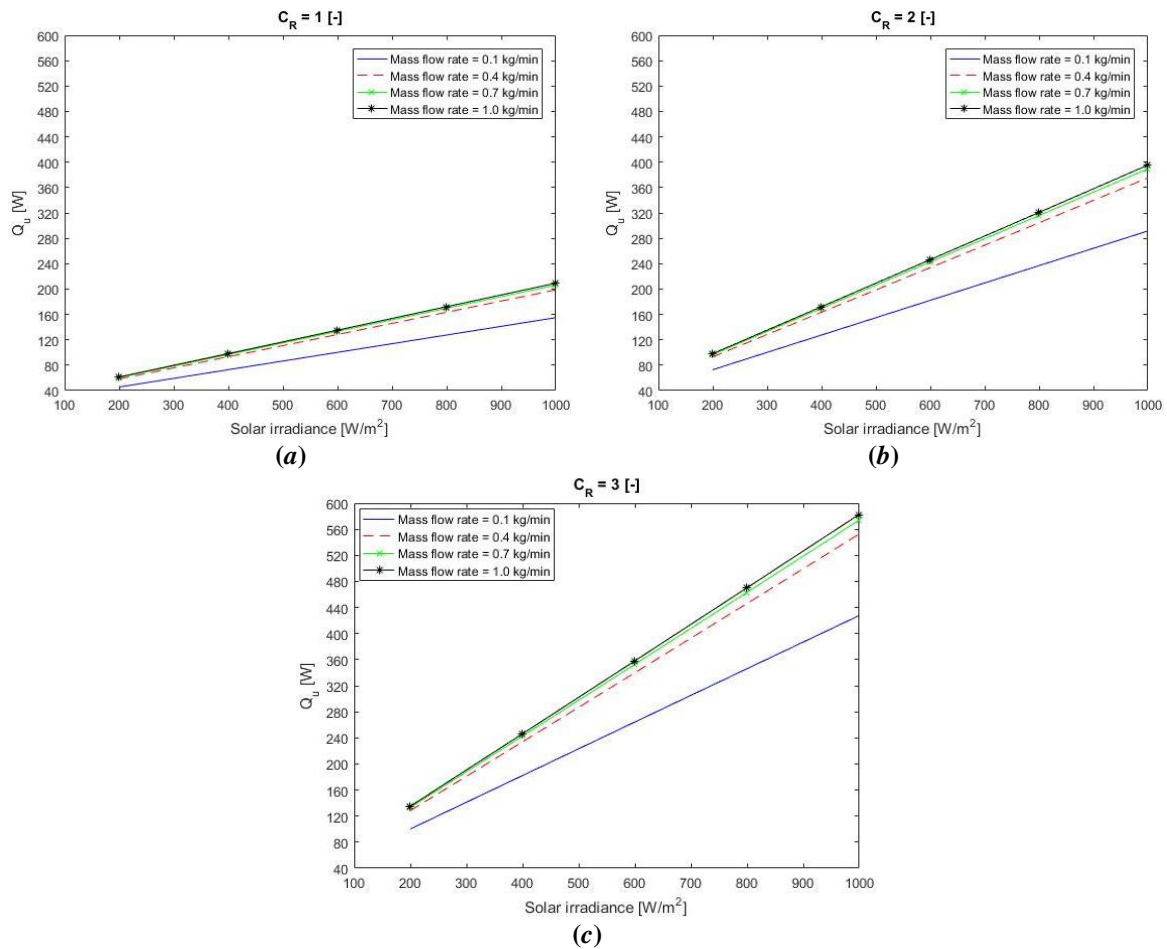 C_R = 1 [-]
600
560
520
480
440
400
360
320
280
240
200
160
120
80
40
Q_u [W]
Mass flow rate = 0.1 kg/min
Mass flow rate = 0.4 kg/min
Mass flow rate = 0.7 kg/min
Mass flow rate = 1.0 kg/min
100 200 300 400 500 600 700 800 900 1000
Solar irradiance [W/m²]
(a)
C_R = 2 [-]
600
560
520
480
440
400
360
320
280
240
200
160
120
80
40
Q_u [W]
Mass flow rate = 0.1 kg/min
Mass flow rate = 0.4 kg/min
Mass flow rate = 0.7 kg/min
Mass flow rate = 1.0 kg/min
100 200 300 400 500 600 700 800 900 1000
Solar irradiance [W/m²]
(b)
C_R = 3 [-]
600
560
520
480
440
400
360
320
280
240
200
160
120
80
40
Q_u [W]
Mass flow rate = 0.1 kg/min
Mass flow rate = 0.4 kg/min
Mass flow rate = 0.7 kg/min
Mass flow rate = 1.0 kg/min
100 200 300 400 500 600 700 800 900 1000
Solar irradiance [W/m²]
(c)